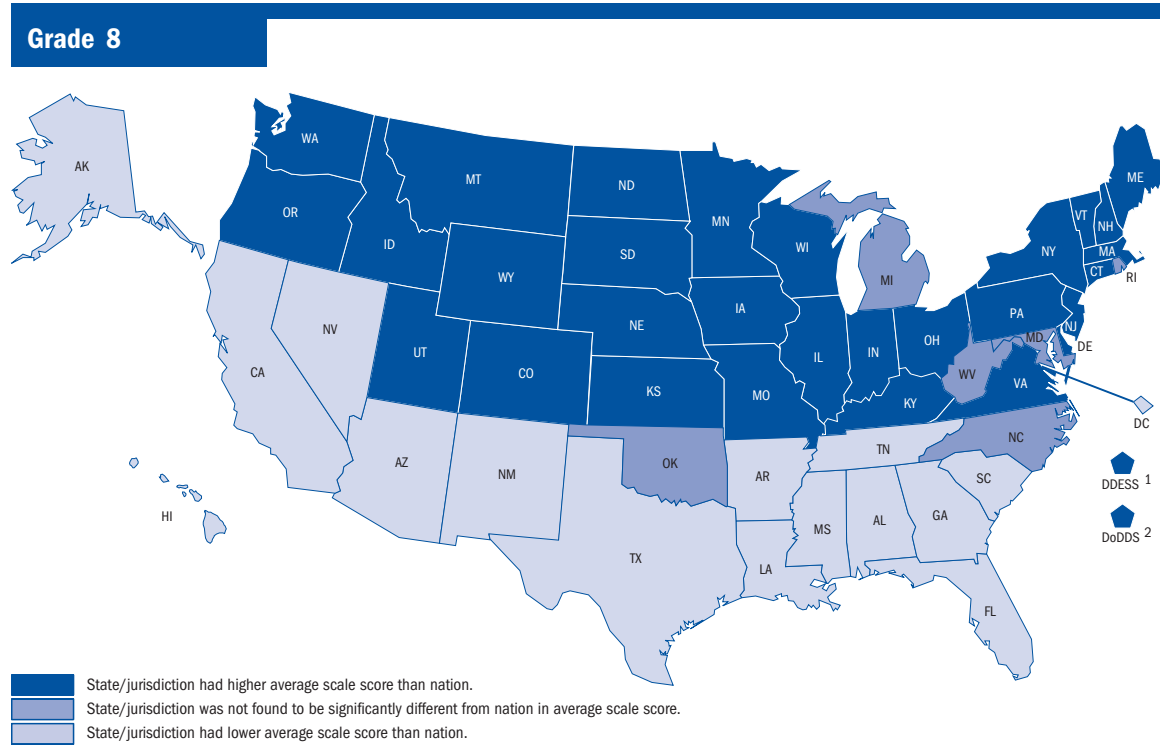 Grade 8
AK
WA
MT
ND
MN
ME
OR
ID
SD
WI
VT
NH
NY
MA
CT
RI
WY
MI
IA
NE
PA
NJ
NV
UT
IL
IN
OH
MD
DE
CA
CO
KS
MO
WV
VA
KY
DC
AZ
NM
OK
AR
TN
NC
SC
DDESS 1
HI
MS
AL
GA
DoDDS 2
TX
LA
FL
State/jurisdiction had higher average scale score than nation.
State/jurisdiction was not found to be significantly different from nation in average scale score.
State/jurisdiction had lower average scale score than nation.